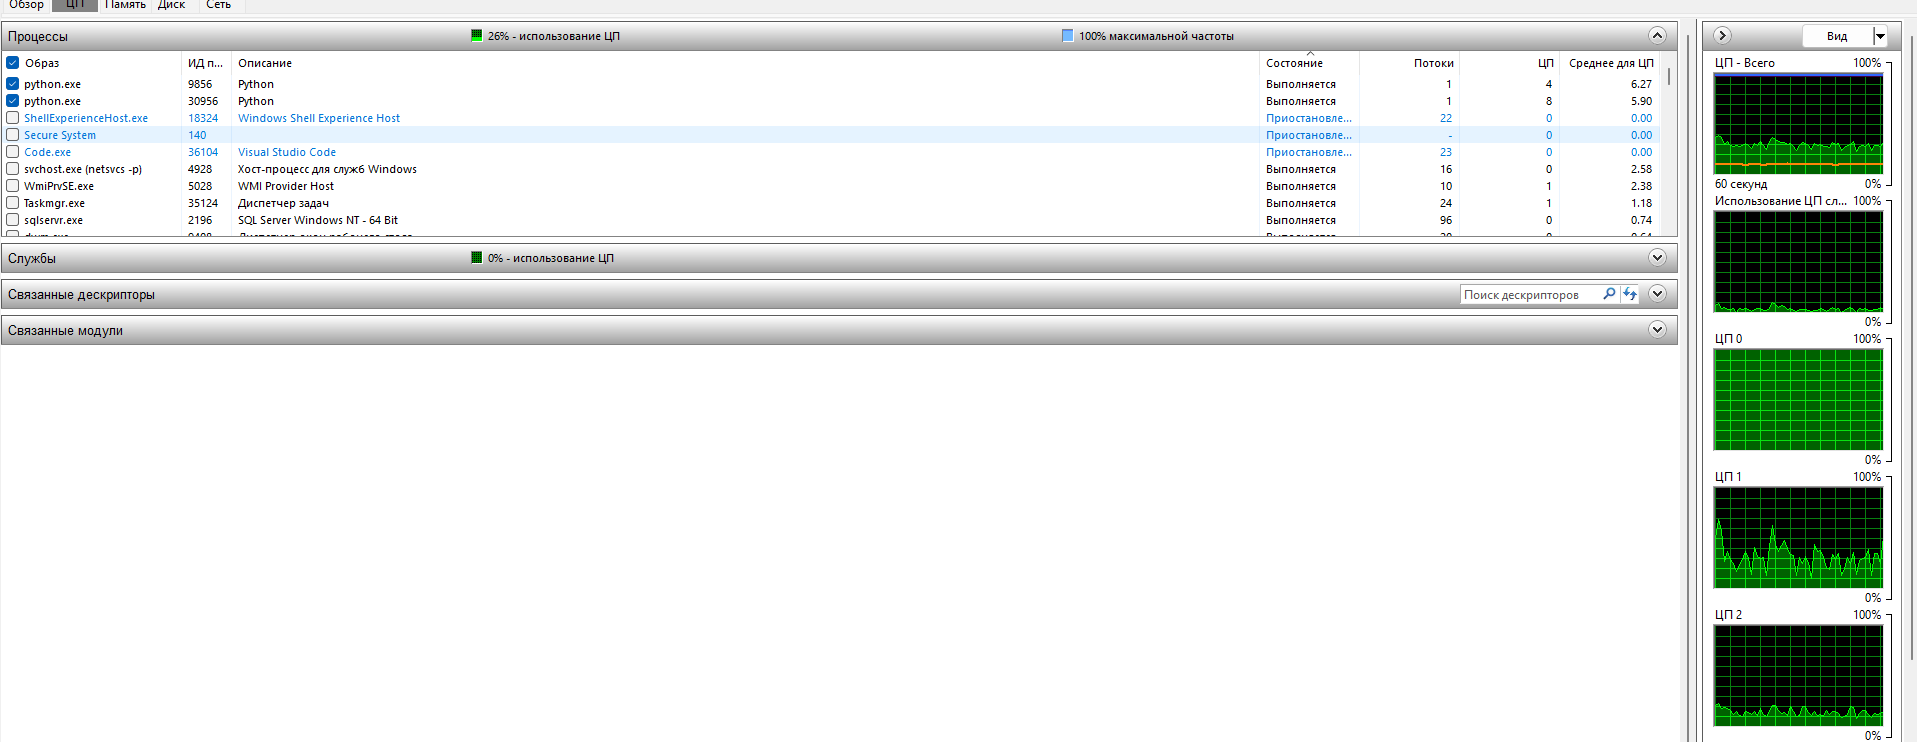 Обзор ЦП Память Диск Сеть
Процессы 26% - использование ЦП 100% максимальной частоты
Образ ИД п... Описание Состояние Потоки ЦП Среднее для ЦП
python.exe 9856 Python Выполняется 1 4 6.27
python.exe 30956 Python Выполняется 1 8 5.90
ShellExperienceHost.exe 18324 Windows Shell Experience Host Приостановле... 22 0 0.00
Secure System 140 Приостановле... - 0 0.00
Code.exe 36104 Visual Studio Code Приостановле... 23 0 0.00
svchost.exe (netsvcs -p) 4928 Хост-процесс для служб Windows Выполняется 16 0 2.58
WmiPrvSE.exe 5028 WMI Provider Host Выполняется 10 1 2.38
Taskmgr.exe 35124 Диспетчер задач Выполняется 24 1 1.18
sqlservr.exe 2196 SQL Server Windows NT - 64 Bit Выполняется 96 0 0.74
Службы 0% - использование ЦП
Связанные дескрипторы Поиск дескрипторов
Связанные модули
Вид
ЦП - Всего 100%
60 секунд 0%
Использование ЦП сл... 100%
0%
ЦП 0 100%
0%
ЦП 1 100%
0%
ЦП 2 100%
0%